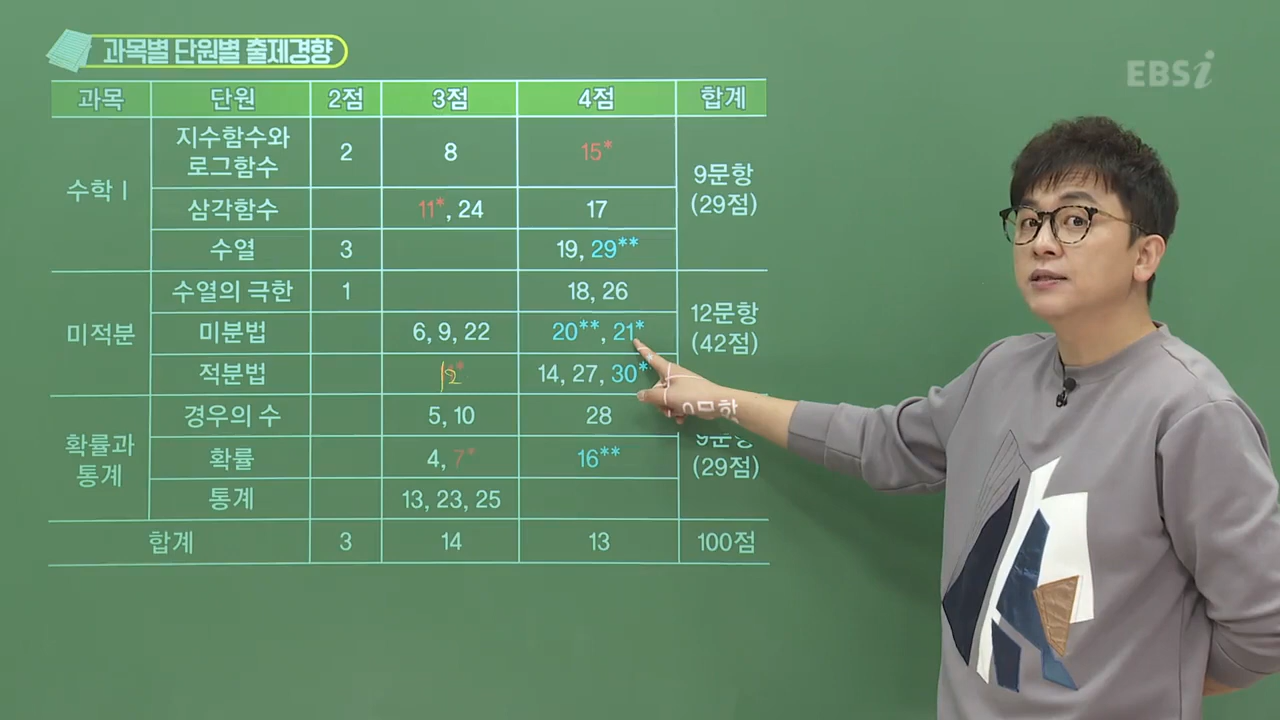 과목별 단원별 출제경향
EBSi
과목 단원 2점 3점 4점 합계
수학 I
지수함수와
로그함수
2 8 15*
삼각함수 11*, 24 17
수열 3 19, 29**
9문항
(29점)
미적분
수열의 극한 1 18, 26
미분법 6, 9, 22 20**, 21*
적분법 12* 14, 27, 30*
12문항
(42점)
확률과
통계
경우의 수 5, 10 28
확률 4, 7* 16**
통계 13, 23, 25
9문항
(29점)
합계 3 14 13 100점